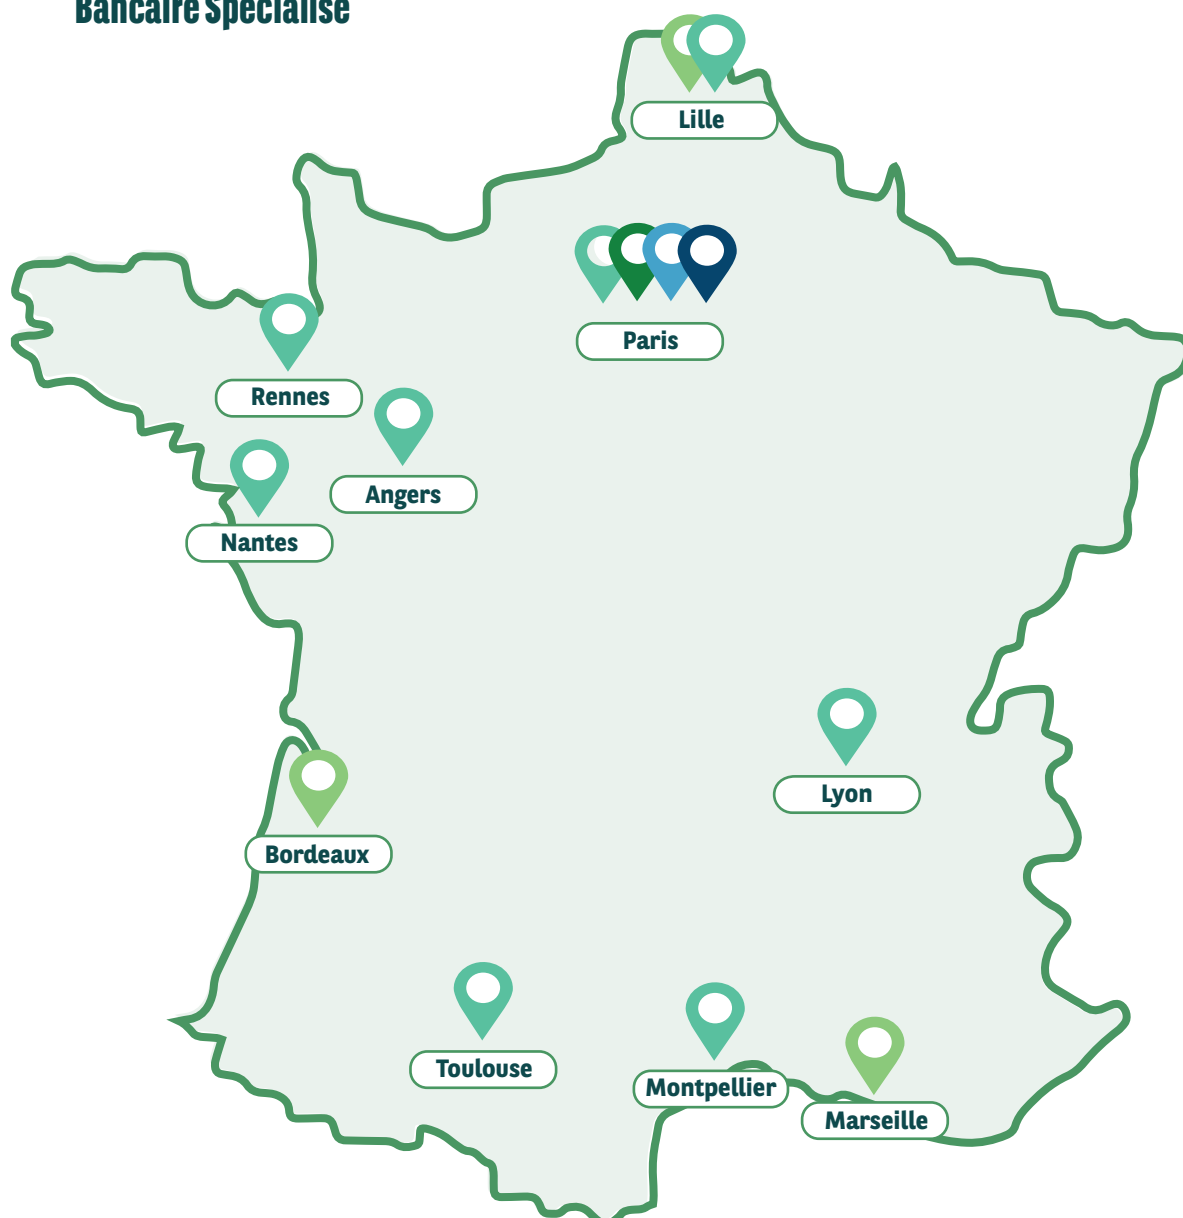 Bancaire Spécialisé
Lille
Paris
Rennes
Angers
Nantes
Lyon
Bordeaux
Toulouse
Montpellier
Marseille